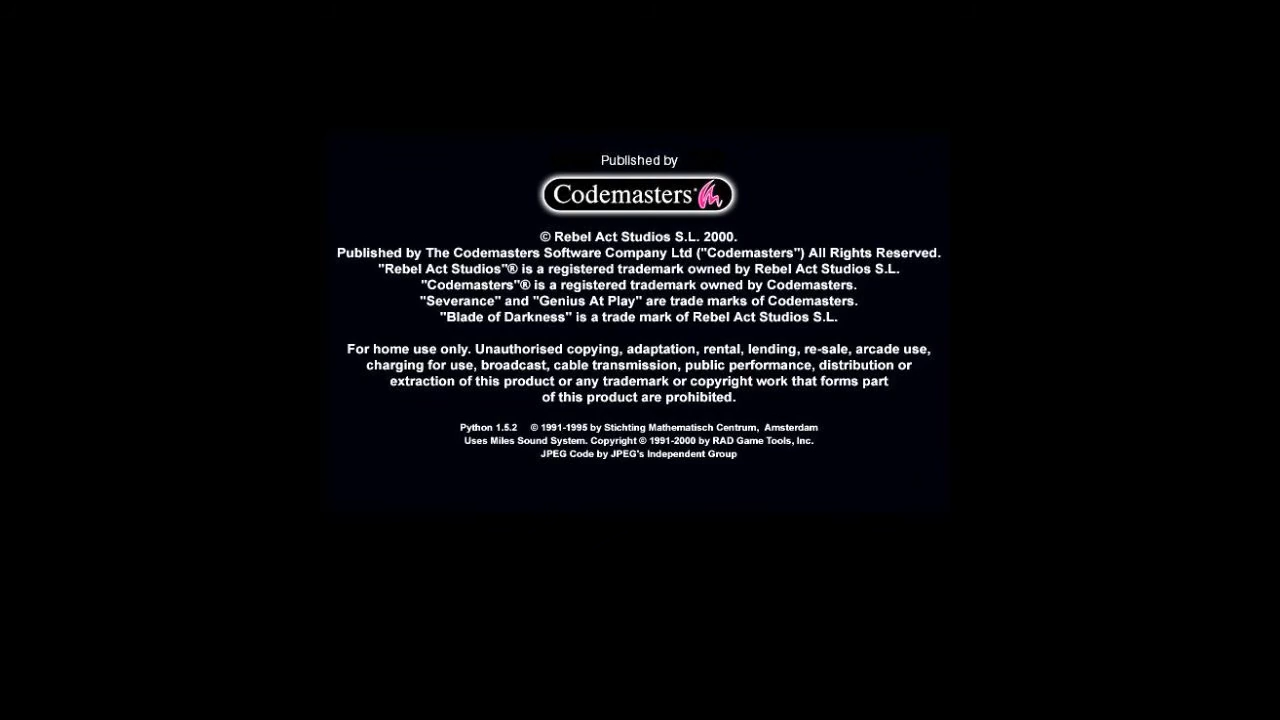 Published by
Codemasters
© Rebel Act Studios S.L. 2000.
Published by The Codemasters Software Company Ltd ("Codemasters") All Rights Reserved.
"Rebel Act Studios"® is a registered trademark owned by Rebel Act Studios S.L.
"Codemasters"® is a registered trademark owned by Codemasters.
"Severance" and "Genius At Play" are trade marks of Codemasters.
"Blade of Darkness" is a trade mark of Rebel Act Studios S.L.
For home use only. Unauthorised copying, adaptation, rental, lending, re-sale, arcade use,
charging for use, broadcast, cable transmission, public performance, distribution or
extraction of this product or any trademark or copyright work that forms part
of this product are prohibited.
Python 1.5.2 © 1991-1995 by Stichting Mathematisch Centrum, Amsterdam
Uses Miles Sound System. Copyright © 1991-2000 by RAD Game Tools, Inc.
JPEG Code by JPEG's Independent Group